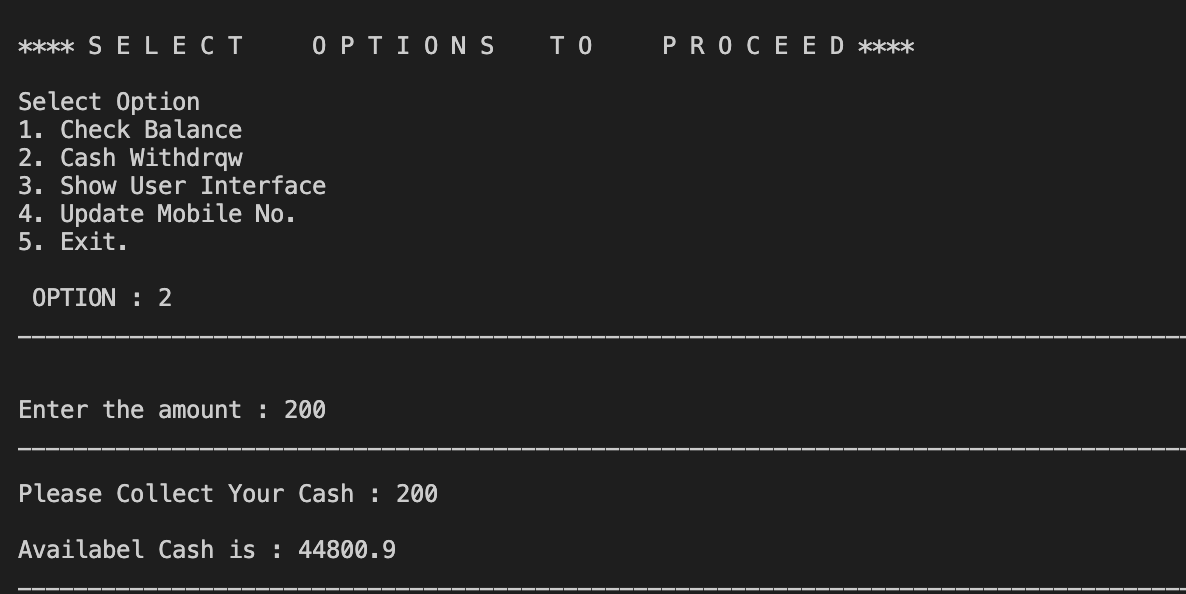 **** S E L E C T     O P T I O N S    T O     P R O C E E D ****
Select Option
1. Check Balance
2. Cash Withdrqw
3. Show User Interface
4. Update Mobile No.
5. Exit.
OPTION : 2
Enter the amount : 200
Please Collect Your Cash : 200
Availabel Cash is : 44800.9